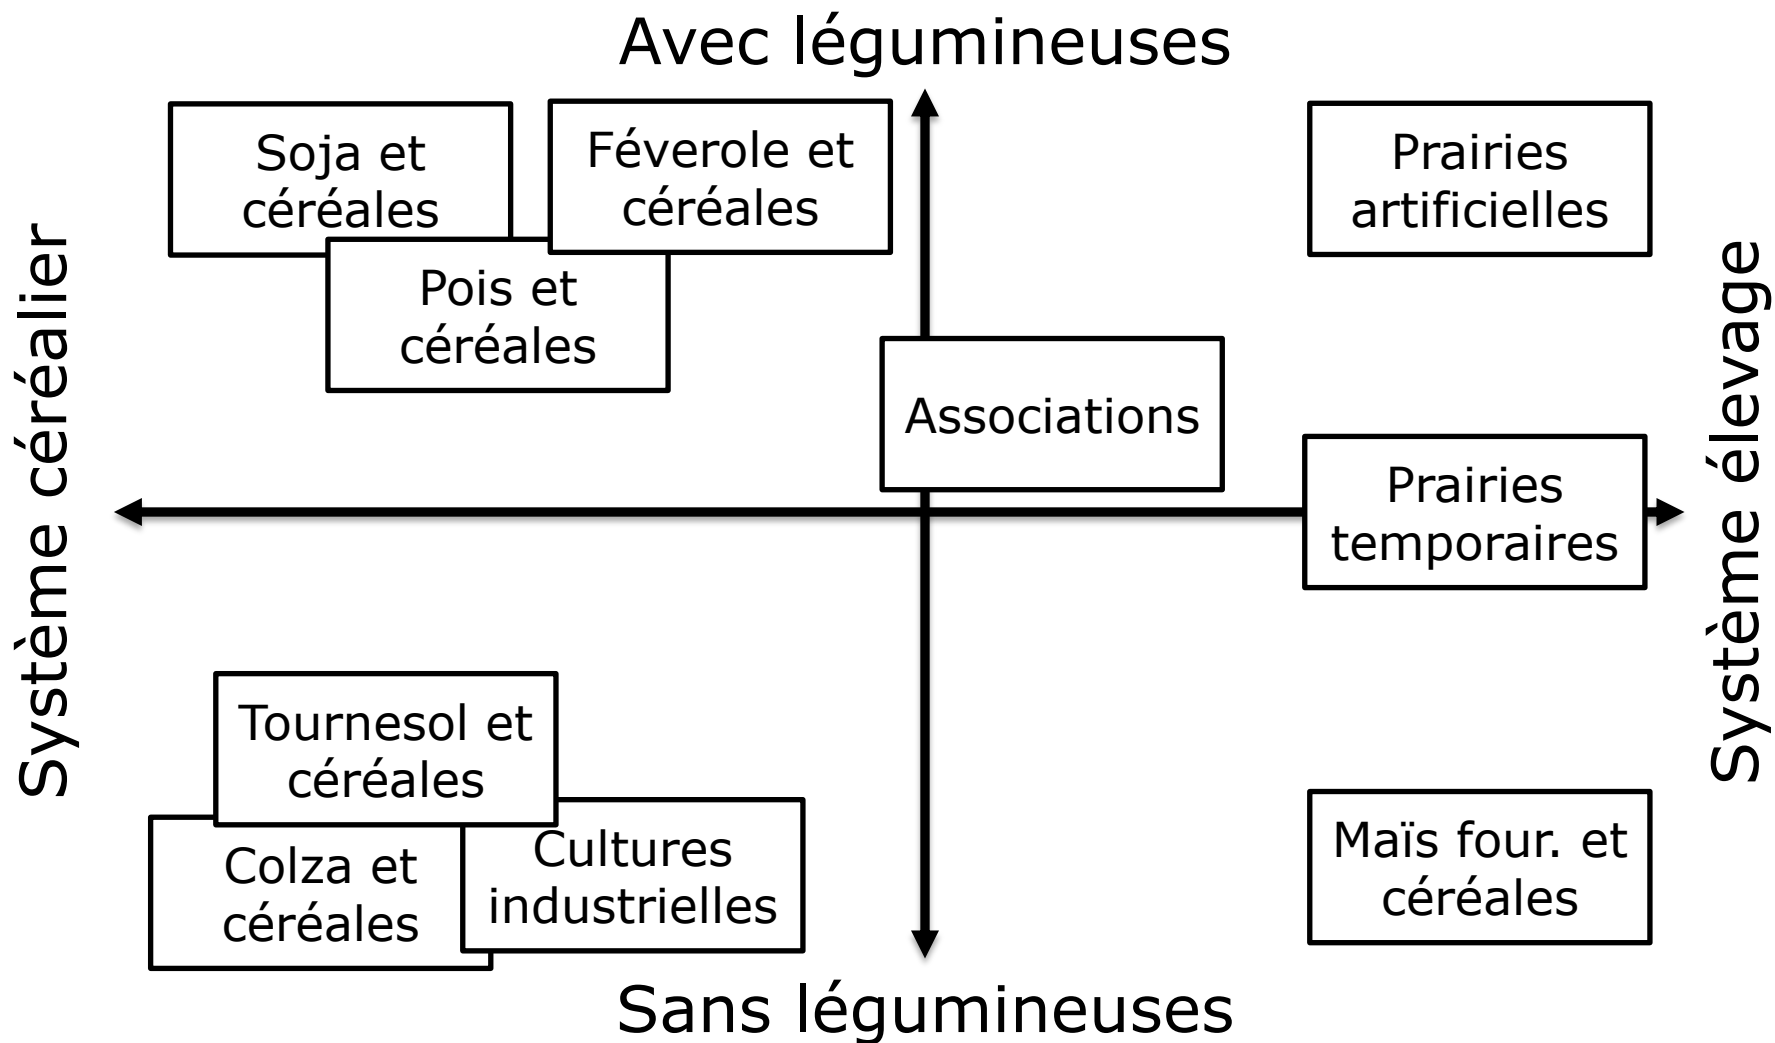 Avec légumineuses
Soja et
céréales
Féverole et
céréales
Prairies
artificielles
Pois et
céréales
Système céréalier
Associations
Système élevage
Prairies
temporaires
Tournesol et
céréales
Colza et
céréales
Cultures
industrielles
Maïs four. et
céréales
Sans légumineuses